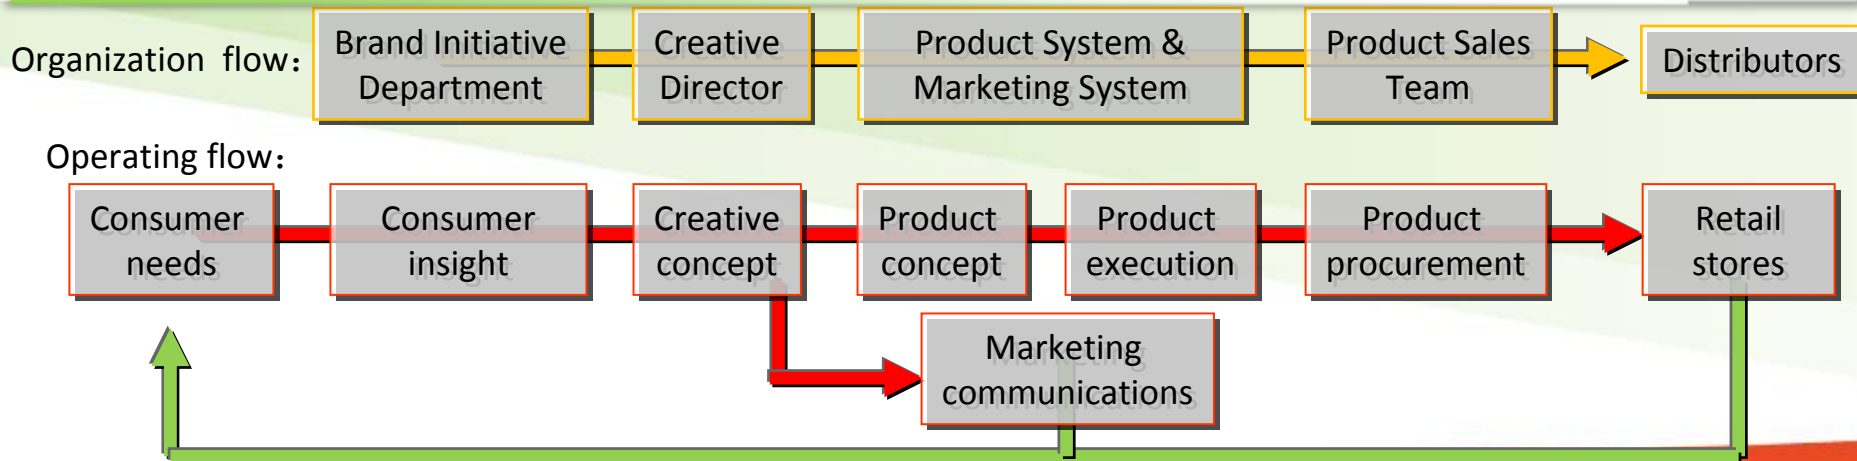 Organization flow：
Brand Initiative
Department
Creative
Director
Product System &
Marketing System
Product Sales
Team
Distributors
Operating flow：
Consumer
needs
Consumer
insight
Creative
concept
Product
concept
Product
execution
Product
procurement
Retail
stores
Marketing
communications